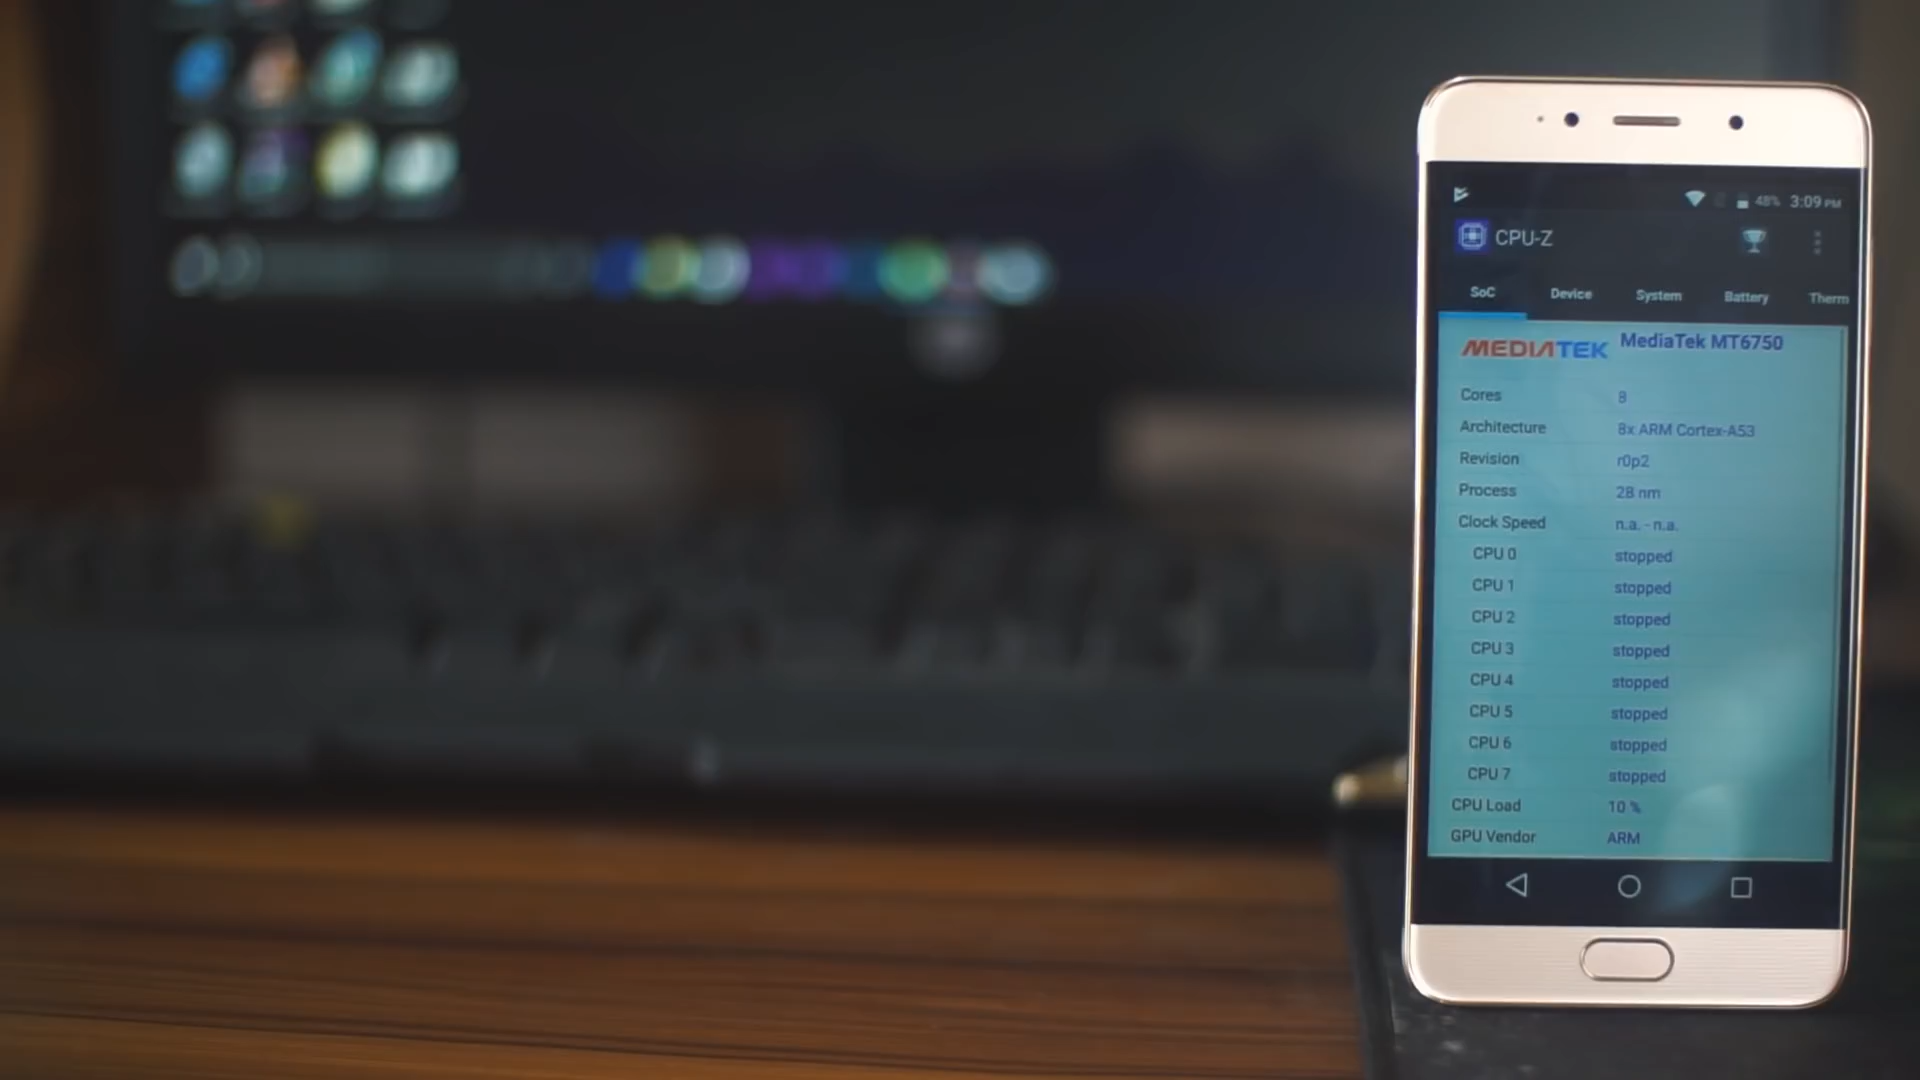 48% 3:09 PM
CPU-Z
SoC Device System Battery Therm
MEDIATEK MediaTek MT6750
Cores 8
Architecture 8x ARM Cortex-A53
Revision r0p2
Process 28 nm
Clock Speed n.a. - n.a.
CPU 0 stopped
CPU 1 stopped
CPU 2 stopped
CPU 3 stopped
CPU 4 stopped
CPU 5 stopped
CPU 6 stopped
CPU 7 stopped
CPU Load 10 %
GPU Vendor ARM